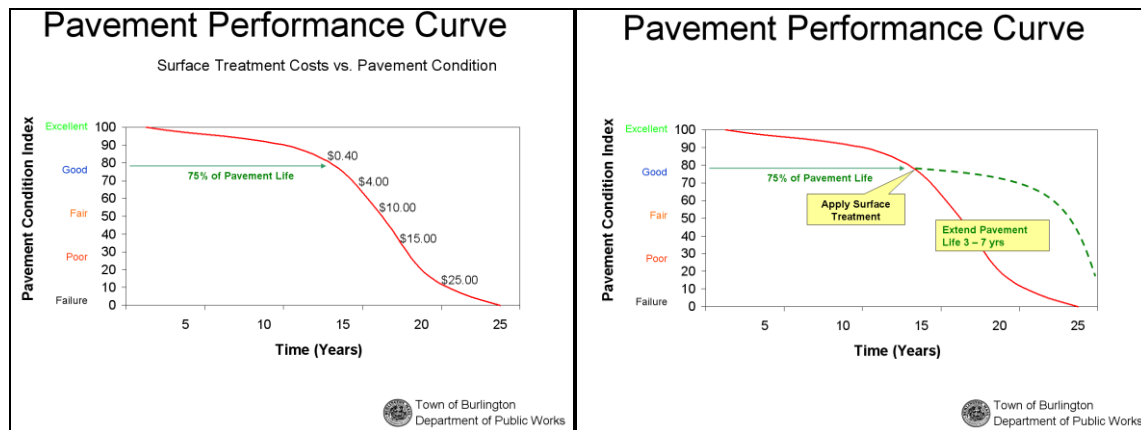 Pavement Performance Curve
Surface Treatment Costs vs. Pavement Condition
Pavement Condition Index
Excellent
Good
Fair
Poor
Failure
100
90
80
70
60
50
40
30
20
10
0
75% of Pavement Life
$0.40
$4.00
$10.00
$15.00
$25.00
5 10 15 20 25
Time (Years)
Town of Burlington
Department of Public Works
Pavement Performance Curve
Pavement Condition Index
Excellent
Good
Fair
Poor
Failure
100
90
80
70
60
50
40
30
20
10
0
75% of Pavement Life
Apply Surface
Treatment
Extend Pavement
Life 3 – 7 yrs
5 10 15 20 25
Time (Years)
Town of Burlington
Department of Public Works